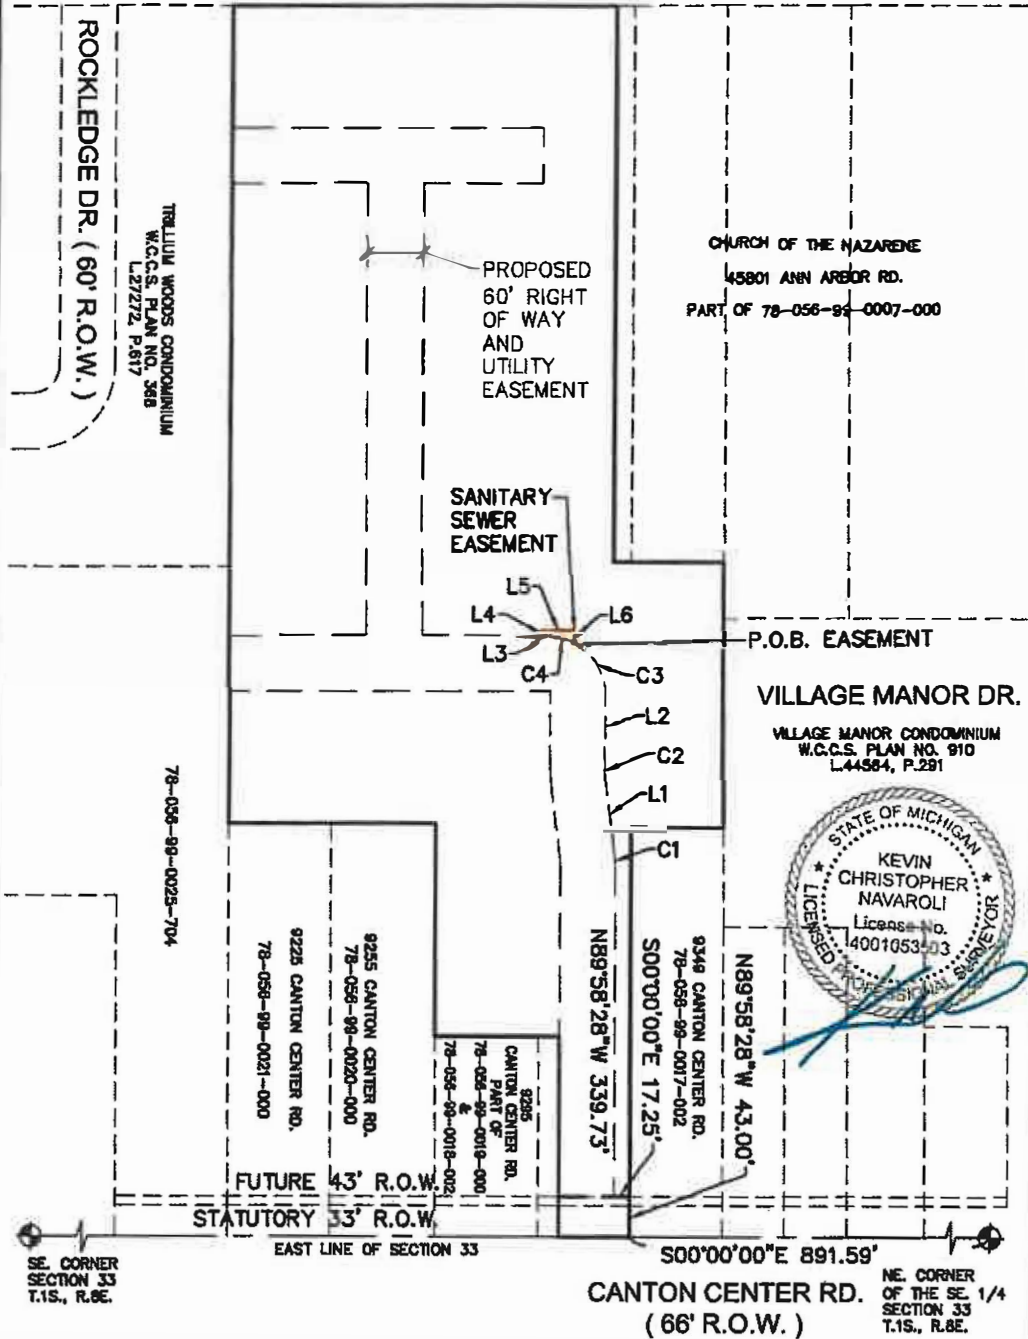 ROCKLEDGE DR. ( 60' R.O.W. )
TRILLIUM WOODS CONDOMINIUM
W.C.C.S. PLAN NO. 368
L.27272, P.617
PROPOSED
60' RIGHT
OF WAY
AND
UTILITY
EASEMENT
CHURCH OF THE NAZARENE
45801 ANN ARBOR RD.
PART OF 78-056-99-0007-000
SANITARY
SEWER
EASEMENT
L5
L4
L6
L3
C4
P.O.B. EASEMENT
C3
L2
C2
L1
C1
VILLAGE MANOR DR.
VILLAGE MANOR CONDOMINIUM
W.C.C.S. PLAN NO. 910
L.44564, P.291
STATE OF MICHIGAN
KEVIN
CHRISTOPHER
NAVAROLI
License No.
LICENSED PROFESSIONAL SURVEYOR
78-056-99-0025-704
9225 CANTON CENTER RD.
78-056-99-0021-000
9255 CANTON CENTER RD.
78-056-99-0020-000
9295
CANTON CENTER RD.
PART OF
78-056-99-0019-000
&
78-056-99-0018-002
N89°58'28"W 339.73'
S00°00'00"E 17.25'
9349 CANTON CENTER RD.
78-056-99-0017-002
N89°58'28"W 43.00'
FUTURE 43' R.O.W.
STATUTORY 33' R.O.W.
EAST LINE OF SECTION 33
S00°00'00"E 891.59'
SE. CORNER
SECTION 33
T.1S., R.8E.
CANTON CENTER RD.
( 66' R.O.W. )
NE. CORNER
OF THE SE. 1/4
SECTION 33
T.1S., R.8E.